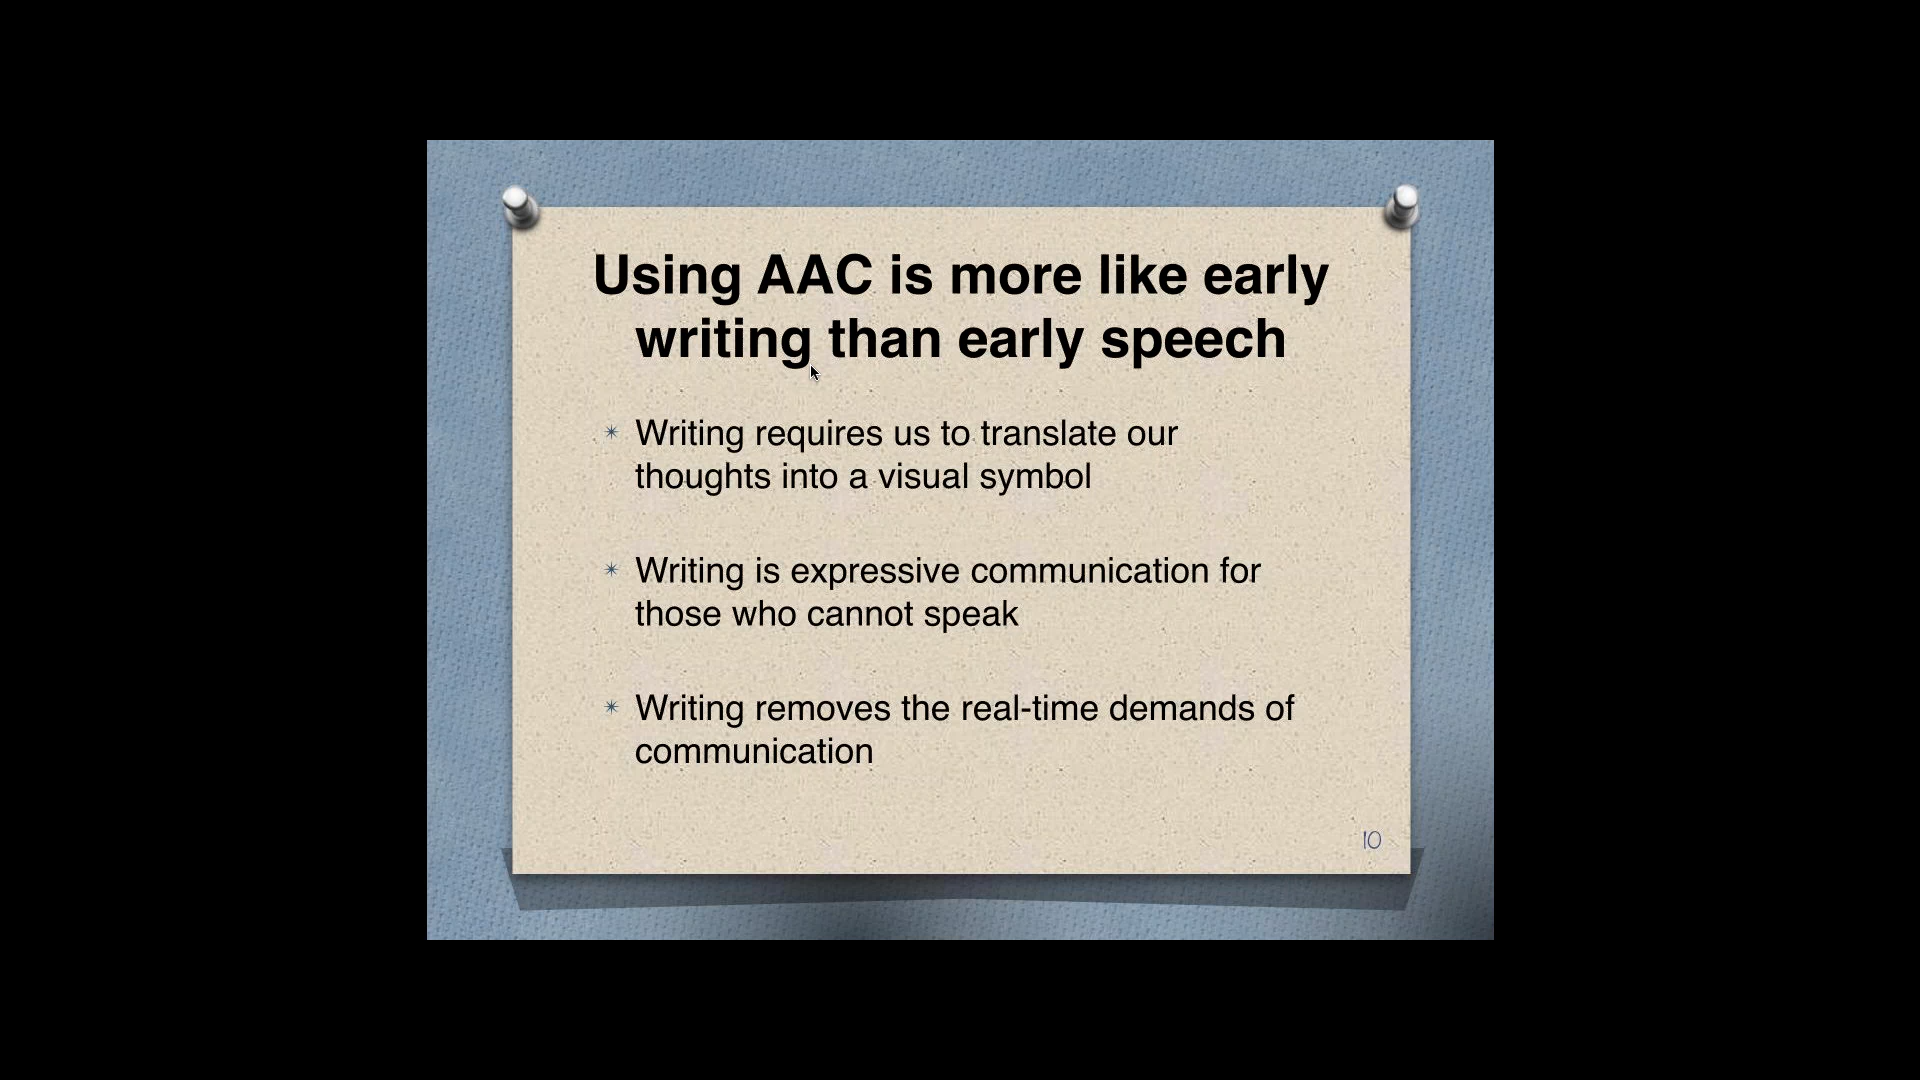 Using AAC is more like early
writing than early speech
✴ Writing requires us to translate our
thoughts into a visual symbol
✴ Writing is expressive communication for
those who cannot speak
✴ Writing removes the real-time demands of
communication
10